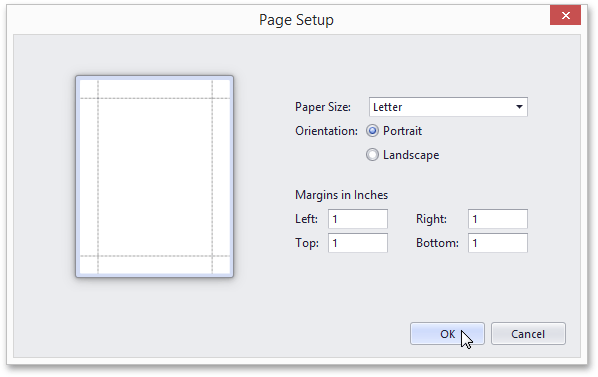 Page Setup
Paper Size: Letter
Orientation: Portrait
Landscape
Margins in Inches
Left: 1 Right: 1
Top: 1 Bottom: 1
OK Cancel